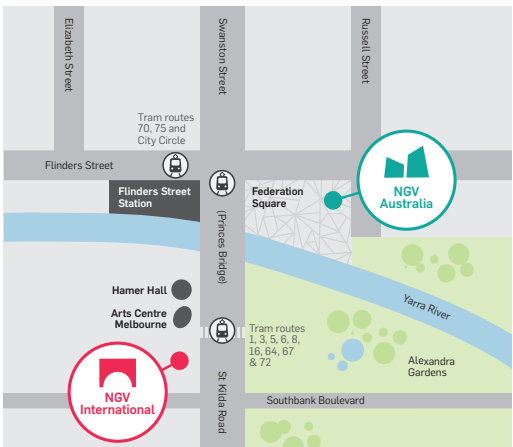 Elizabeth Street
Swanston Street
Russell Street
Tram routes
70, 75 and
City Circle
Flinders Street
NGV
Australia
Flinders Street
Station
Federation
Square
(Princes Bridge)
Hamer Hall
Arts Centre
Melbourne
Yarra River
Tram routes
1, 3, 5, 6, 8,
16, 64, 67
& 72
Alexandra
Gardens
NGV
International
St Kilda Road
Southbank Boulevard